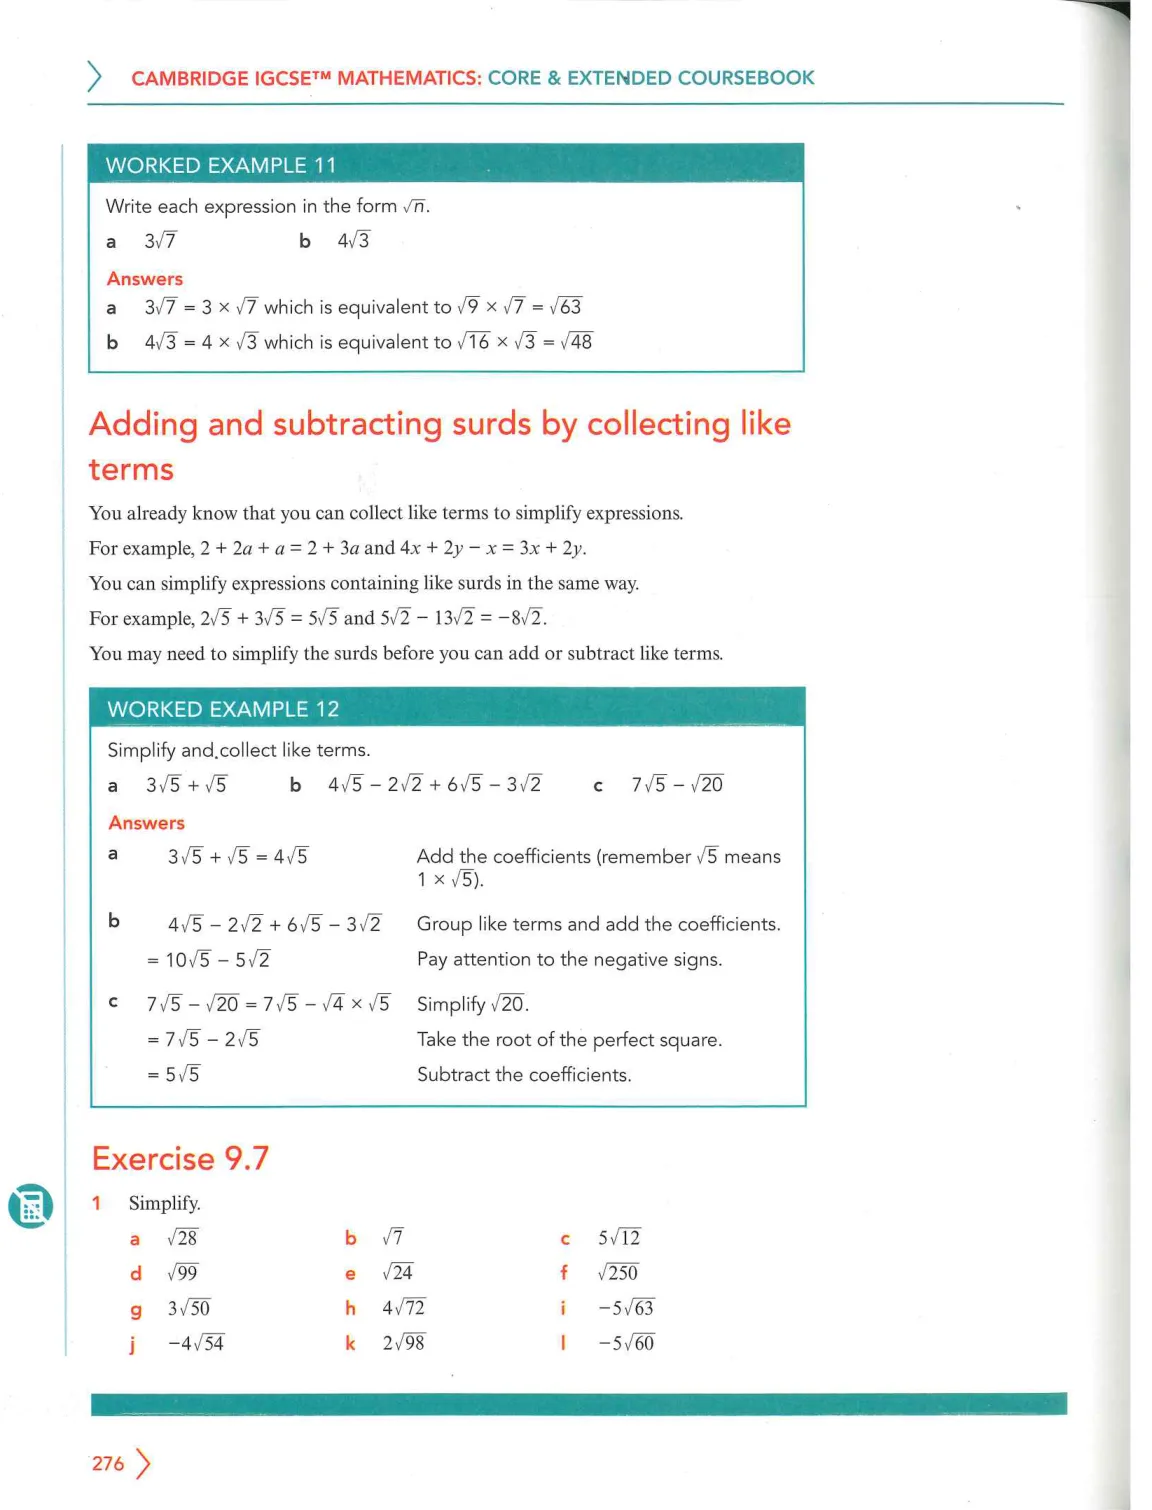 CAMBRIDGE IGCSE™ MATHEMATICS: CORE & EXTENDED COURSEBOOK
WORKED EXAMPLE 11
Write each expression in the form √n.
a 3√7 b 4√3
Answers
a 3√7 = 3 × √7 which is equivalent to √9 × √7 = √63
b 4√3 = 4 × √3 which is equivalent to √16 × √3 = √48
Adding and subtracting surds by collecting like
terms
You already know that you can collect like terms to simplify expressions.
For example, 2 + 2a + a = 2 + 3a and 4x + 2y − x = 3x + 2y.
You can simplify expressions containing like surds in the same way.
For example, 2√5 + 3√5 = 5√5 and 5√2 − 13√2 = −8√2.
You may need to simplify the surds before you can add or subtract like terms.
WORKED EXAMPLE 12
Simplify and collect like terms.
a 3√5 + √5 b 4√5 − 2√2 + 6√5 − 3√2 c 7√5 − √20
Answers
a 3√5 + √5 = 4√5 Add the coefficients (remember √5 means
1 × √5).
b 4√5 − 2√2 + 6√5 − 3√2 Group like terms and add the coefficients.
= 10√5 − 5√2 Pay attention to the negative signs.
c 7√5 − √20 = 7√5 − √4 × √5 Simplify √20.
= 7√5 − 2√5 Take the root of the perfect square.
= 5√5 Subtract the coefficients.
Exercise 9.7
1 Simplify.
a √28 b √7 c 5√12
d √99 e √24 f √250
g 3√50 h 4√72 i −5√63
j −4√54 k 2√98 l −5√60
276